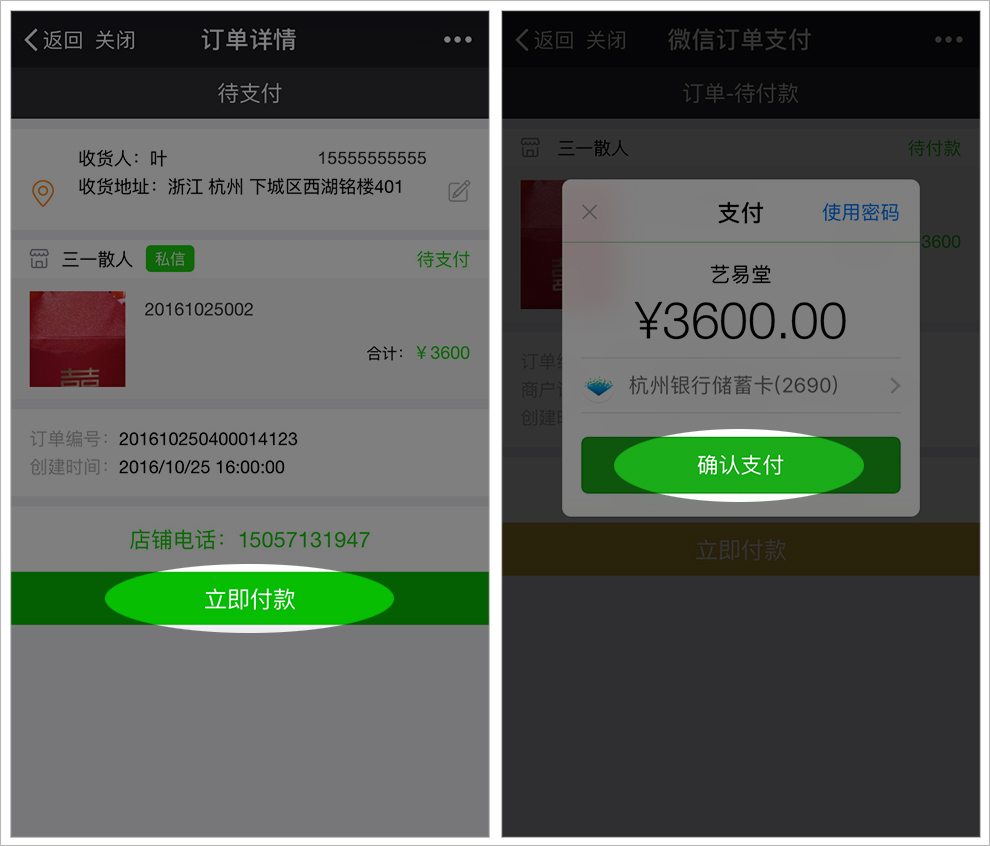 返回 关闭 订单详情
待支付
收货人：叶 15555555555
收货地址：浙江 杭州 下城区西湖铭楼401
三一散人 私信 待支付
20161025002
合计：￥3600
订单编号：201610250400014123
创建时间：2016/10/25 16:00:00
店铺电话：15057131947
立即付款
返回 关闭 微信订单支付
订单-待付款
三一散人 待付款
3600
支付 使用密码
艺易堂
¥3600.00
杭州银行储蓄卡(2690)
订单
商户
创建
确认支付
立即付款